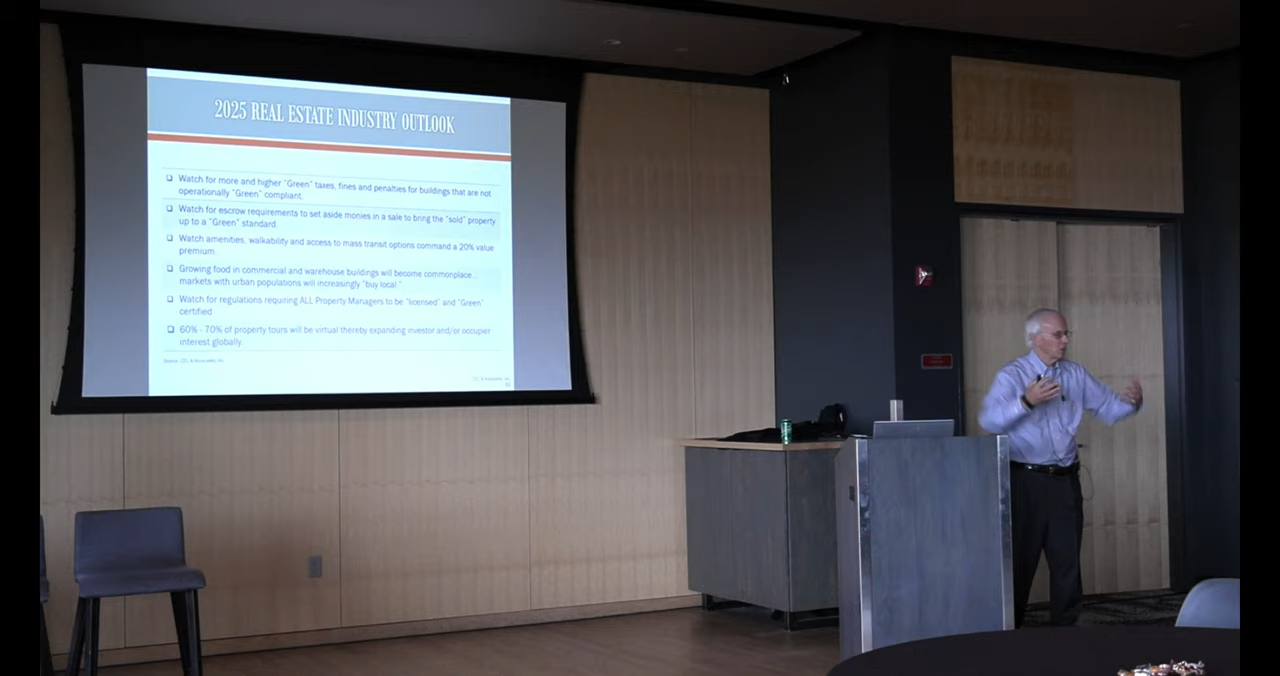 2025 REAL ESTATE INDUSTRY OUTLOOK
❑ Watch for more and higher "Green" taxes, fines and penalties for buildings that are not
operationally "Green" compliant.
❑ Watch for escrow requirements to set aside monies in a sale to bring the "sold" property
up to a "Green" standard.
❑ Watch amenities, walkability and access to mass transit options command a 20% value
premium.
❑ Growing food in commercial and warehouse buildings will become commonplace...
markets with urban populations will increasingly "buy local."
❑ Watch for regulations requiring ALL Property Managers to be "licensed" and "Green"
certified
❑ 60% - 70% of property tours will be virtual thereby expanding investor and/or occupier
interest globally.